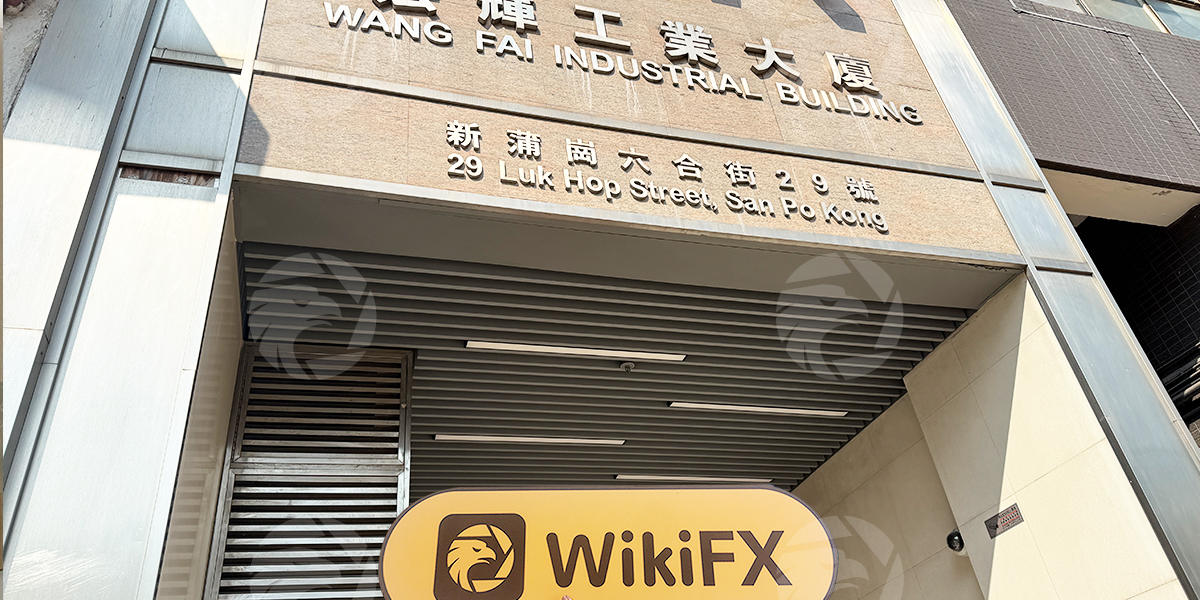 輝工業大廈
WANG FAI INDUSTRIAL BUILDING
新蒲崗六合街29號
29 Luk Hop Street, San Po Kong
WikiFX